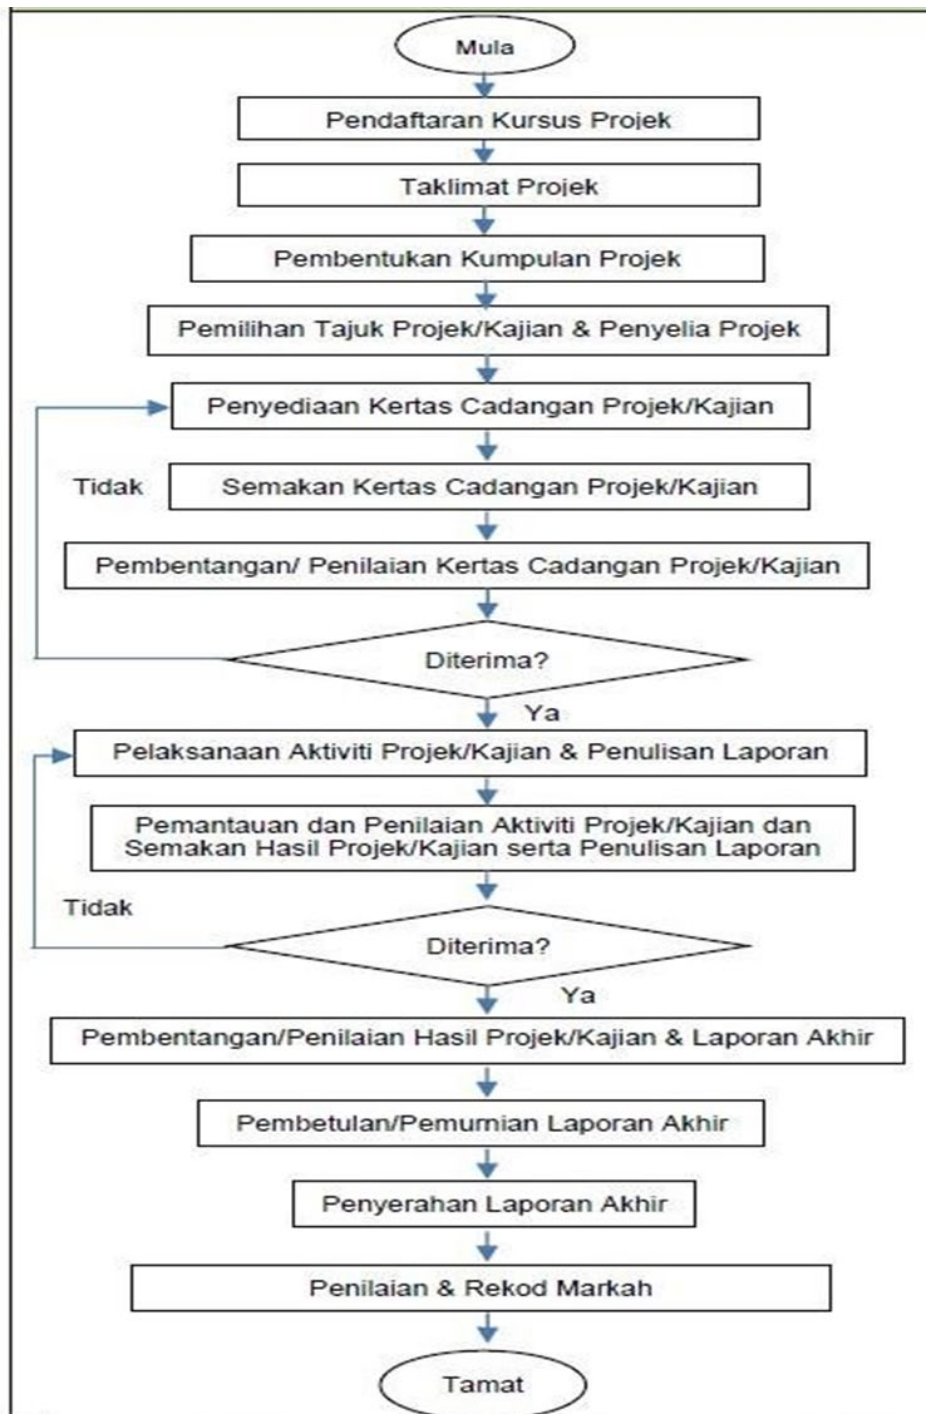 Mula
Pendaftaran Kursus Projek
Taklimat Projek
Pembentukan Kumpulan Projek
Pemilihan Tajuk Projek/Kajian & Penyelia Projek
Penyediaan Kertas Cadangan Projek/Kajian
Tidak
Semakan Kertas Cadangan Projek/Kajian
Pembentangan/ Penilaian Kertas Cadangan Projek/Kajian
Diterima?
Ya
Pelaksanaan Aktiviti Projek/Kajian & Penulisan Laporan
Pemantauan dan Penilaian Aktiviti Projek/Kajian dan
Semakan Hasil Projek/Kajian serta Penulisan Laporan
Tidak
Diterima?
Ya
Pembentangan/Penilaian Hasil Projek/Kajian & Laporan Akhir
Pembetulan/Pemurnian Laporan Akhir
Penyerahan Laporan Akhir
Penilaian & Rekod Markah
Tamat